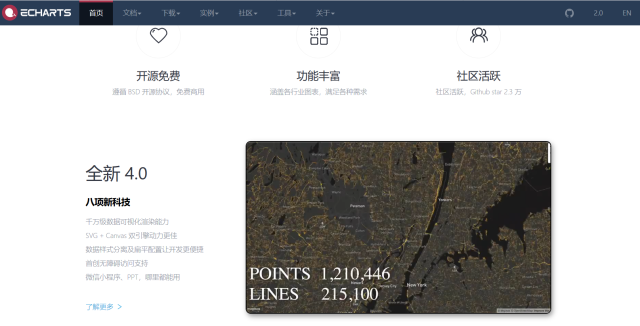 ECHARTS 首页 文档 下载 实例 社区 工具 关于 2.0 EN
开源免费 功能丰富 社区活跃
遵循 BSD 开源协议，免费商用 涵盖各行业图表，满足各种需求 社区活跃，Github star 2.3 万
全新 4.0
八项新科技
千万级数据可视化渲染能力
SVG + Canvas 双引擎动力更佳
数据样式分离及扁平配置让开发更便捷
首创无障碍访问支持
微信小程序、PPT、哪里都能用
了解更多 >
Paterson
Yonkers
New York
POINTS 1,210,446
LINES 215,100